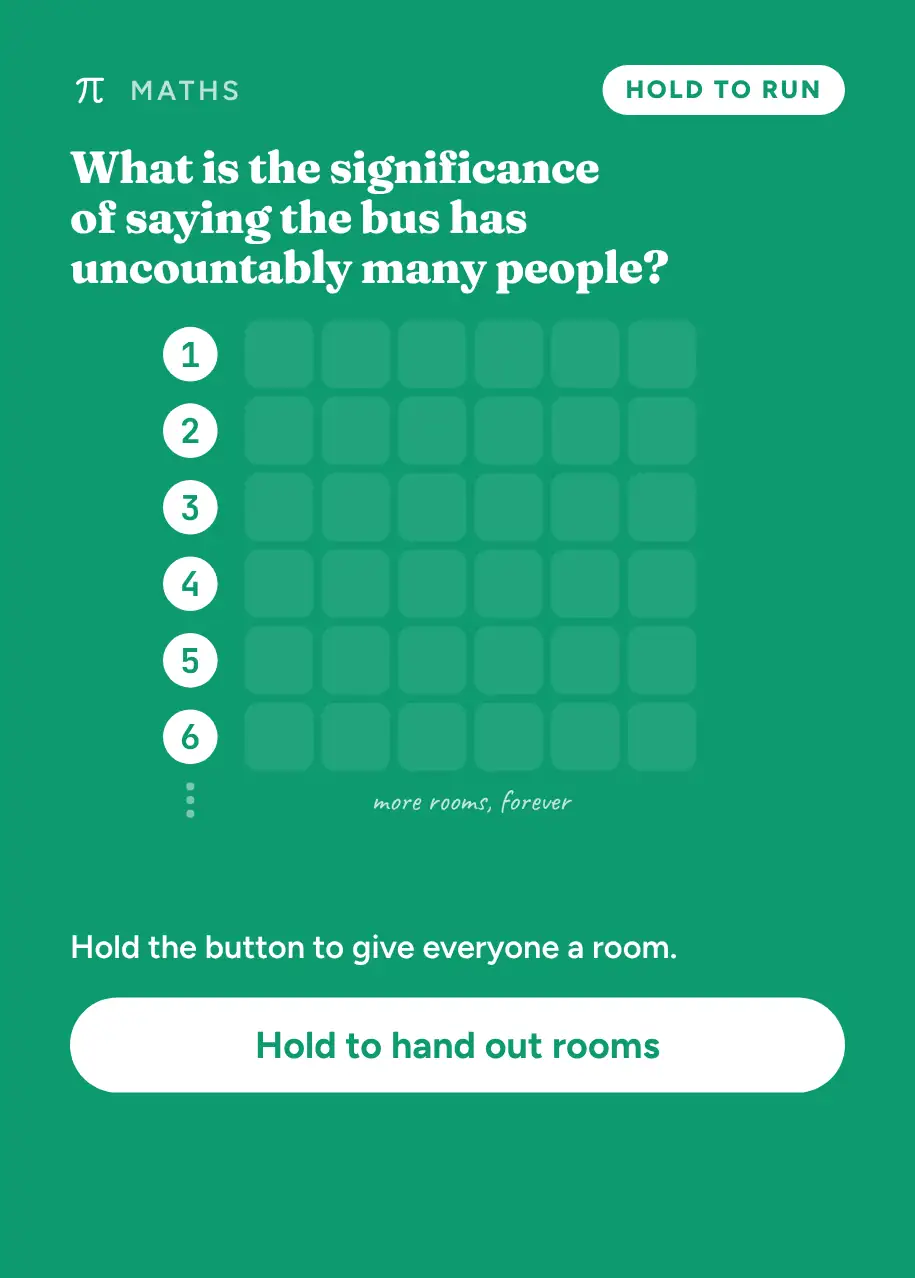 π MATHS
HOLD TO RUN
What is the significance
of saying the bus has
uncountably many people?
1
2
3
4
5
6
more rooms, forever
Hold the button to give everyone a room.
Hold to hand out rooms